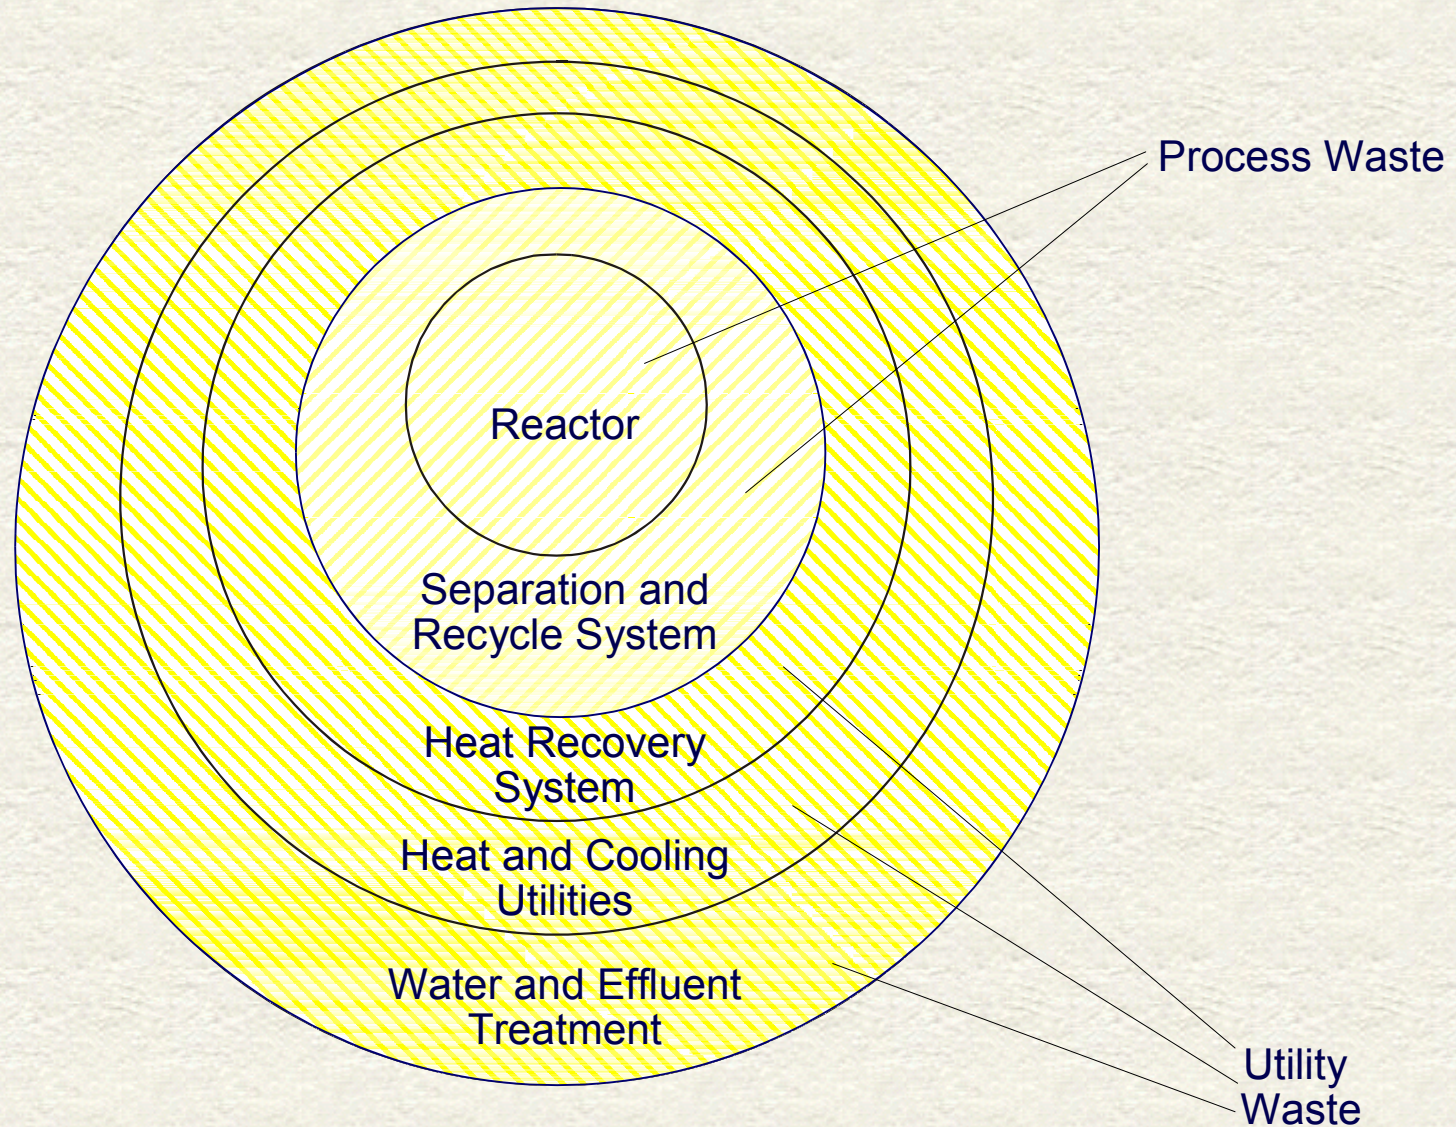 Process Waste
Reactor
Separation and
Recycle System
Heat Recovery
System
Heat and Cooling
Utilities
Water and Effluent
Treatment
Utility
Waste